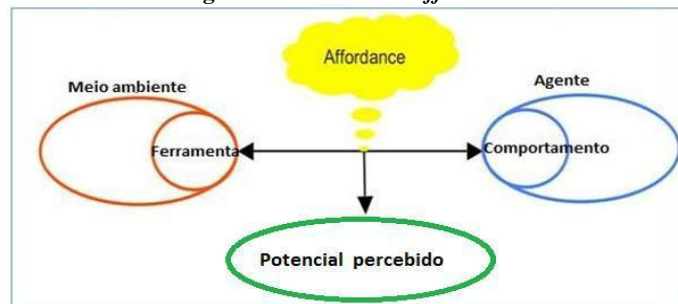 Affordance
Meio ambiente
Agente
Ferramenta
Comportamento
Potencial percebido